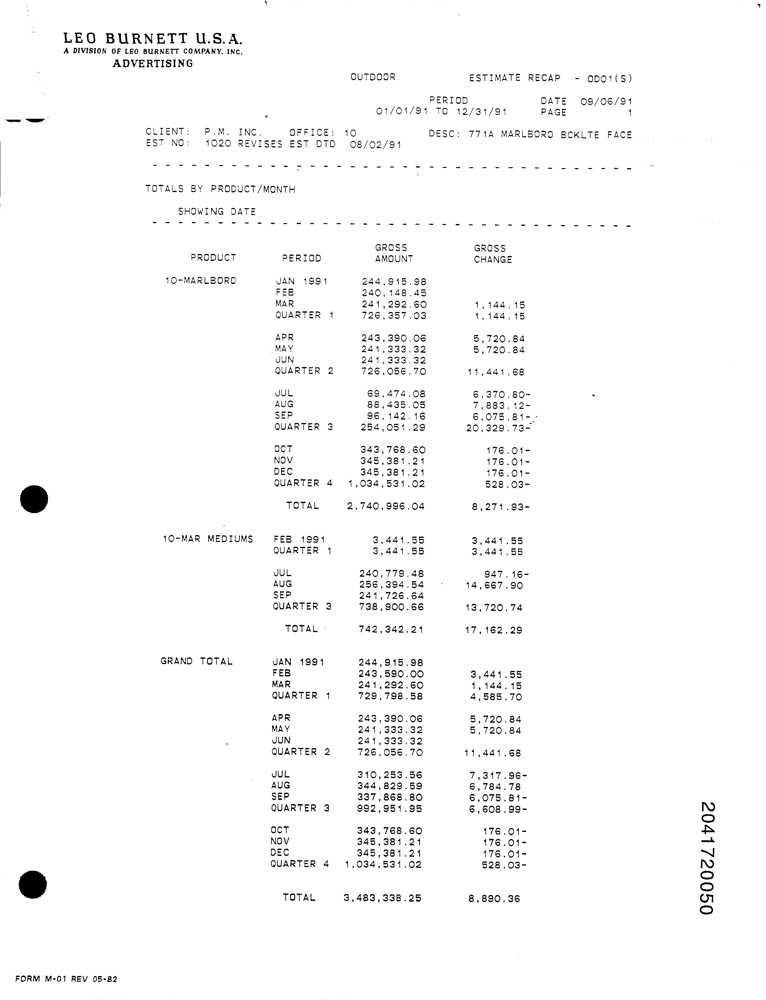 LEO BURNETT U.S.A.
A DIVISION OF LEO BURNETT COMPANY, INC.
ADVERTISING
OUTDOOR ESTIMATE RECAP - OD01(S)
PERIOD DATE 09/06/91
01/01/91 TO 12/31/91 PAGE 1
CLIENT: P.M. INC. OFFICE: 10 DESC: 771A MARLBORO BCKLTE FACE
EST NO: 1020 REVISES EST DTD 08/02/91
TOTALS BY PRODUCT/MONTH
SHOWING DATE
GROSS GROSS
PRODUCT PERIOD AMOUNT CHANGE
10-MARLBORO JAN 1991 244,915.98
FEB 240,148.45
MAR 241,292.60 1,144.15
QUARTER 1 726,357.03 1,144.15
APR 243,390.06 5,720.84
MAY 241,333.32 5,720.84
JUN 241,333.32
QUARTER 2 726,056.70 11,441.68
JUL 69,474.08 6,370.80-
AUG 88,435.05 7,883.12-
SEP 96,142.16 6,075.81-
QUARTER 3 254,051.29 20,329.73-
OCT 343,768.60 176.01-
NOV 345,381.21 176.01-
DEC 345,381.21 176.01-
QUARTER 4 1,034,531.02 528.03-
TOTAL 2,740,996.04 8,271.93-
10-MAR MEDIUMS FEB 1991 3,441.55 3,441.55
QUARTER 1 3,441.55 3,441.55
JUL 240,779.48 947.16-
AUG 256,394.54 14,667.90
SEP 241,726.64
QUARTER 3 738,900.66 13,720.74
TOTAL 742,342.21 17,162.29
GRAND TOTAL JAN 1991 244,915.98
FEB 243,590.00 3,441.55
MAR 241,292.60 1,144.15
QUARTER 1 729,798.58 4,585.70
APR 243,390.06 5,720.84
MAY 241,333.32 5,720.84
JUN 241,333.32
QUARTER 2 726,056.70 11,441.68
JUL 310,253.56 7,317.96-
AUG 344,829.59 6,784.78
SEP 337,868.80 6,075.81-
QUARTER 3 992,951.95 6,608.99-
OCT 343,768.60 176.01-
NOV 345,381.21 176.01-
DEC 345,381.21 176.01-
QUARTER 4 1,034,531.02 528.03-
TOTAL 3,483,338.25 8,890.36
2041720050
FORM M-01 REV 05-82